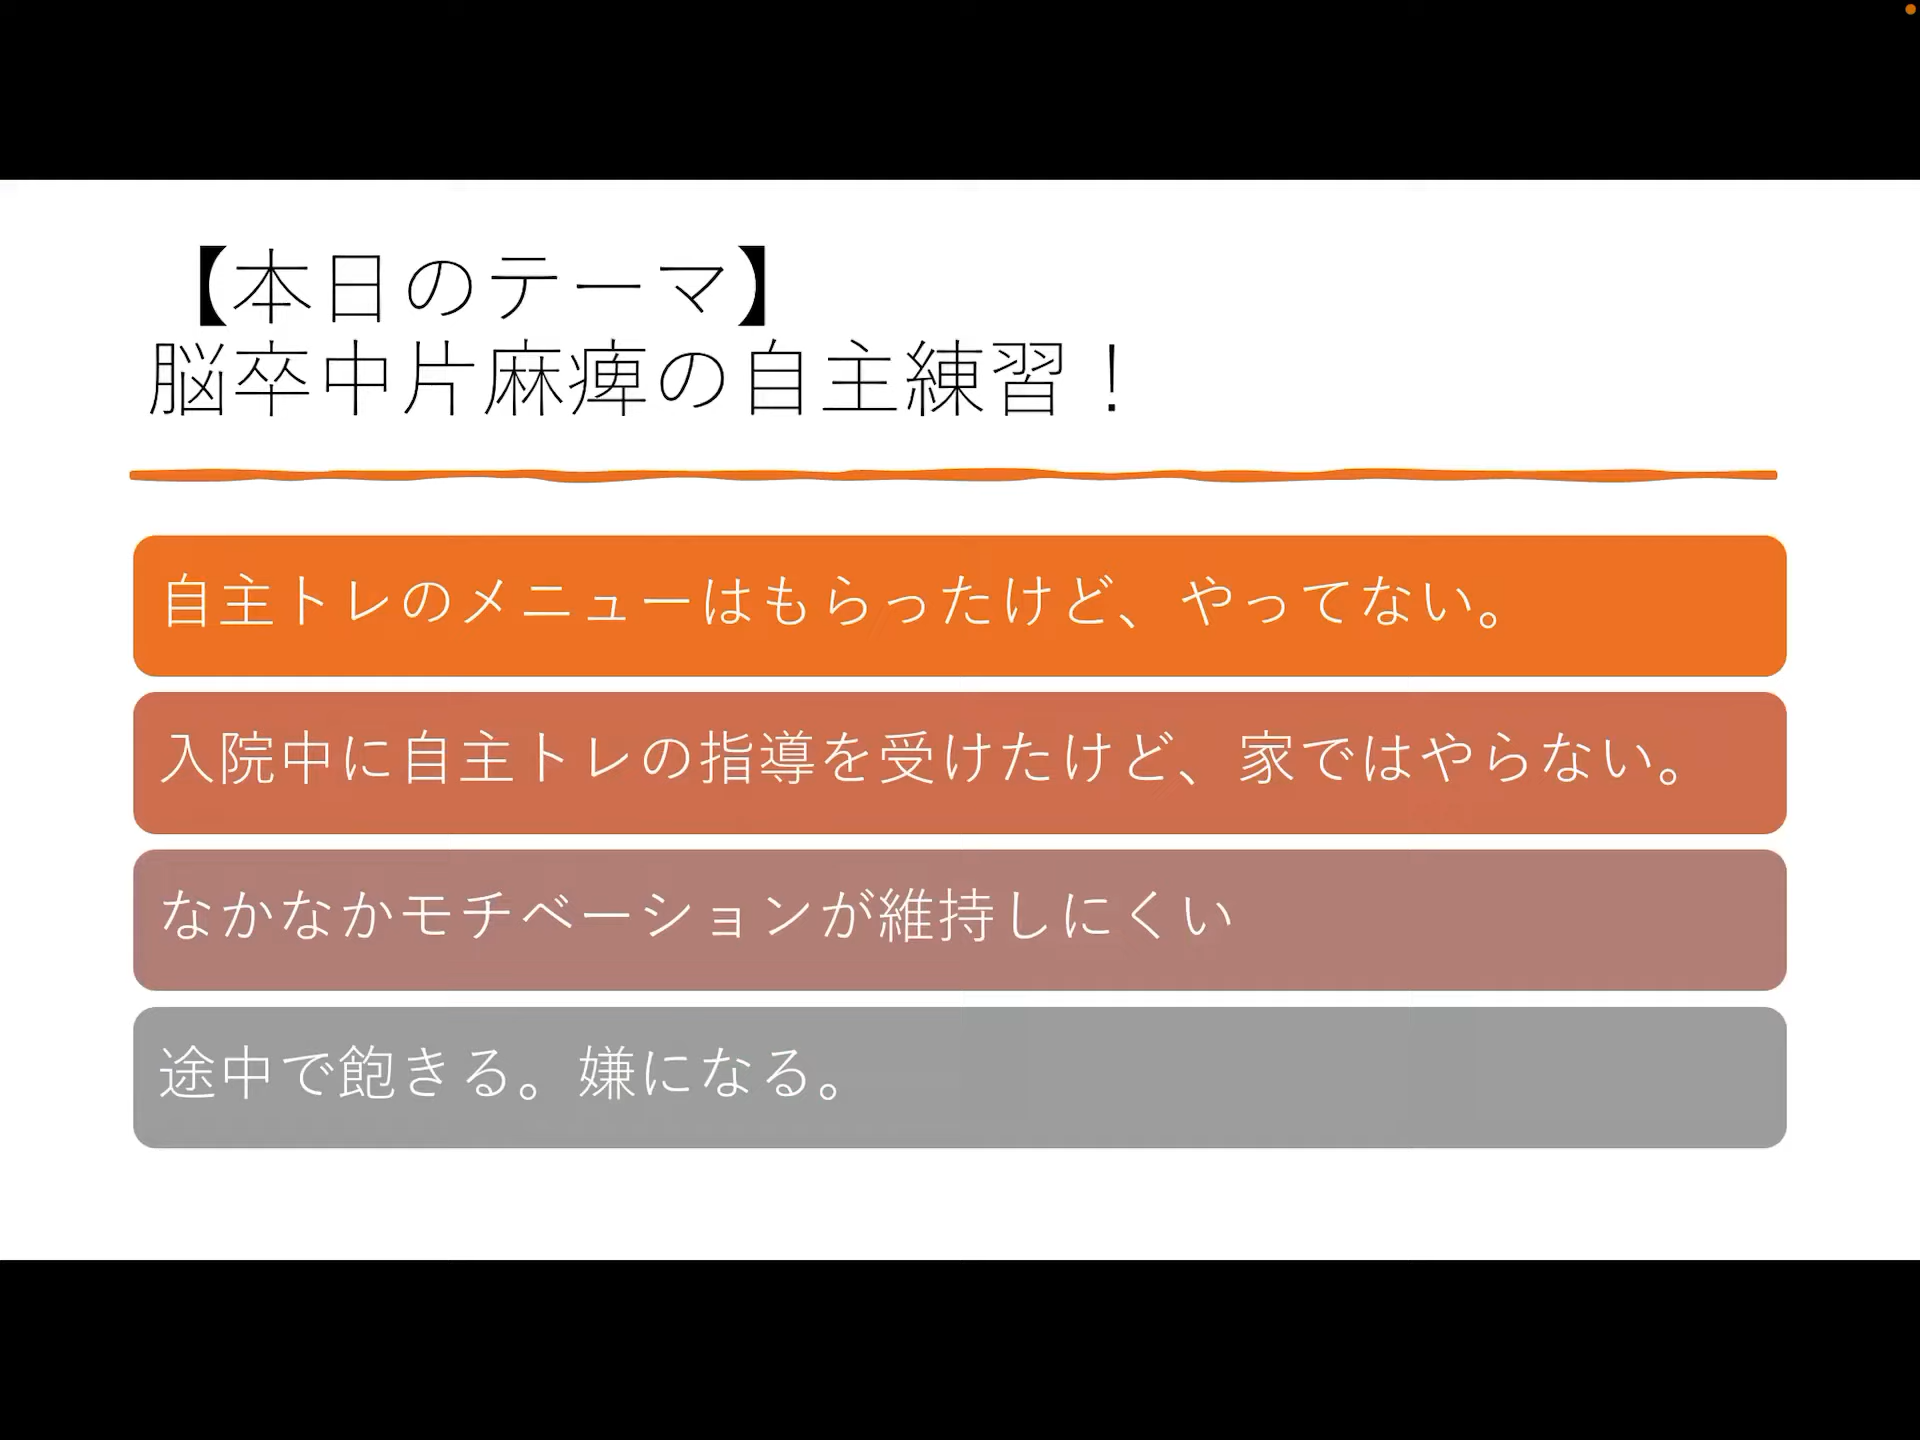 【本日のテーマ】
脳卒中片麻痺の自主練習！
自主トレのメニューはもらったけど、やってない。
入院中に自主トレの指導を受けたけど、家ではやらない。
なかなかモチベーションが維持しにくい
途中で飽きる。嫌になる。